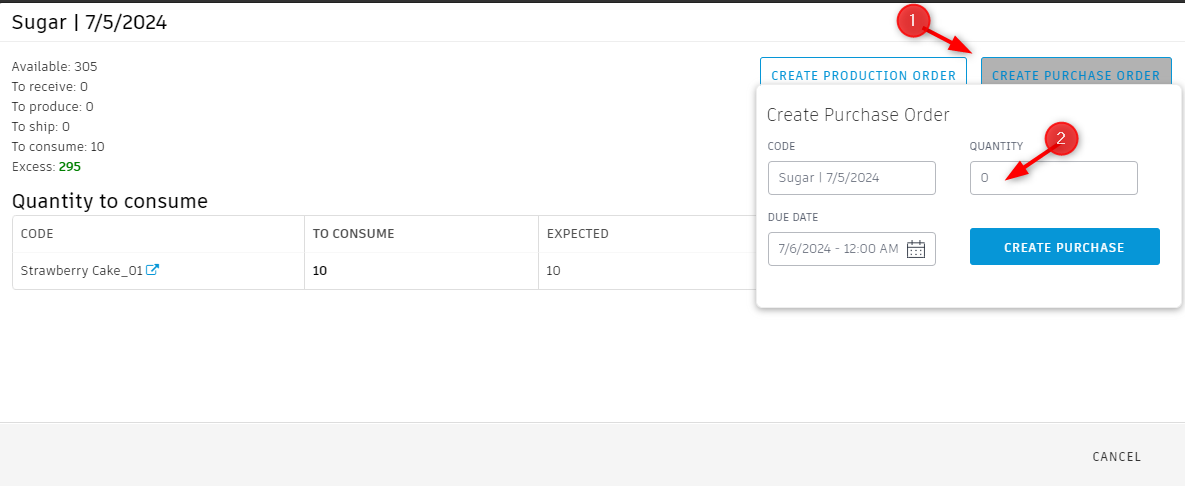 Sugar | 7/5/2024
1
Available: 305
To receive: 0
To produce: 0
To ship: 0
To consume: 10
Excess: 295
CREATE PRODUCTION ORDER
CREATE PURCHASE ORDER
Create Purchase Order
CODE
QUANTITY
2
Sugar | 7/5/2024
0
DUE DATE
7/6/2024 - 12:00 AM
CREATE PURCHASE
Quantity to consume
CODE TO CONSUME EXPECTED
Strawberry Cake_01 10 10
CANCEL